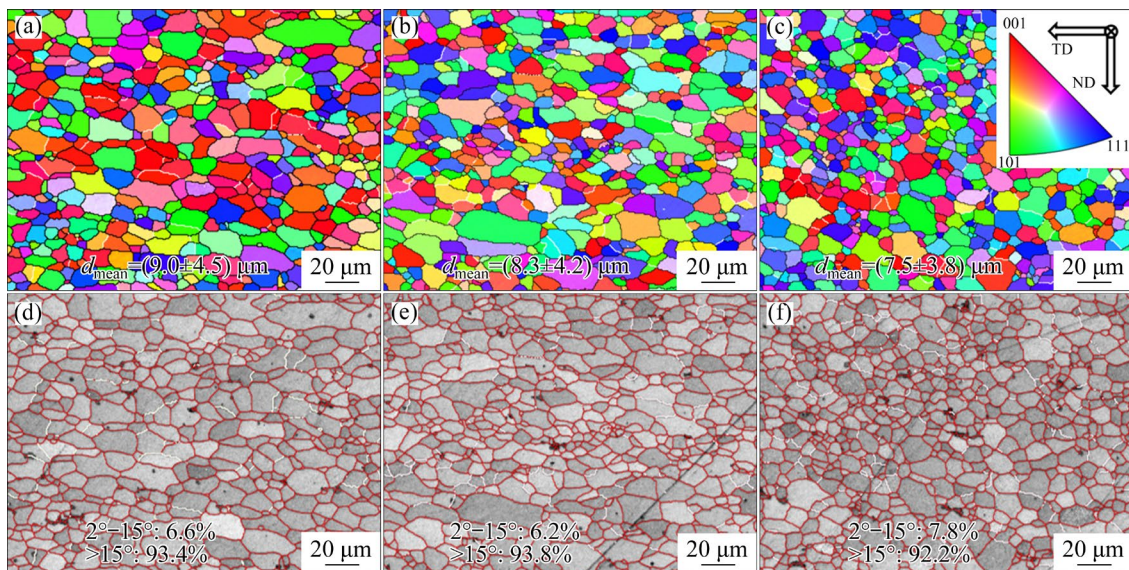 (a)
(b)
(c)
001
TD
ND
111
101
d_mean=(9.0±4.5) μm
20 μm
d_mean=(8.3±4.2) μm
20 μm
d_mean=(7.5±3.8) μm
20 μm
(d)
(e)
(f)
2°−15°: 6.6%
>15°: 93.4%
20 μm
2°−15°: 6.2%
>15°: 93.8%
20 μm
2°−15°: 7.8%
>15°: 92.2%
20 μm